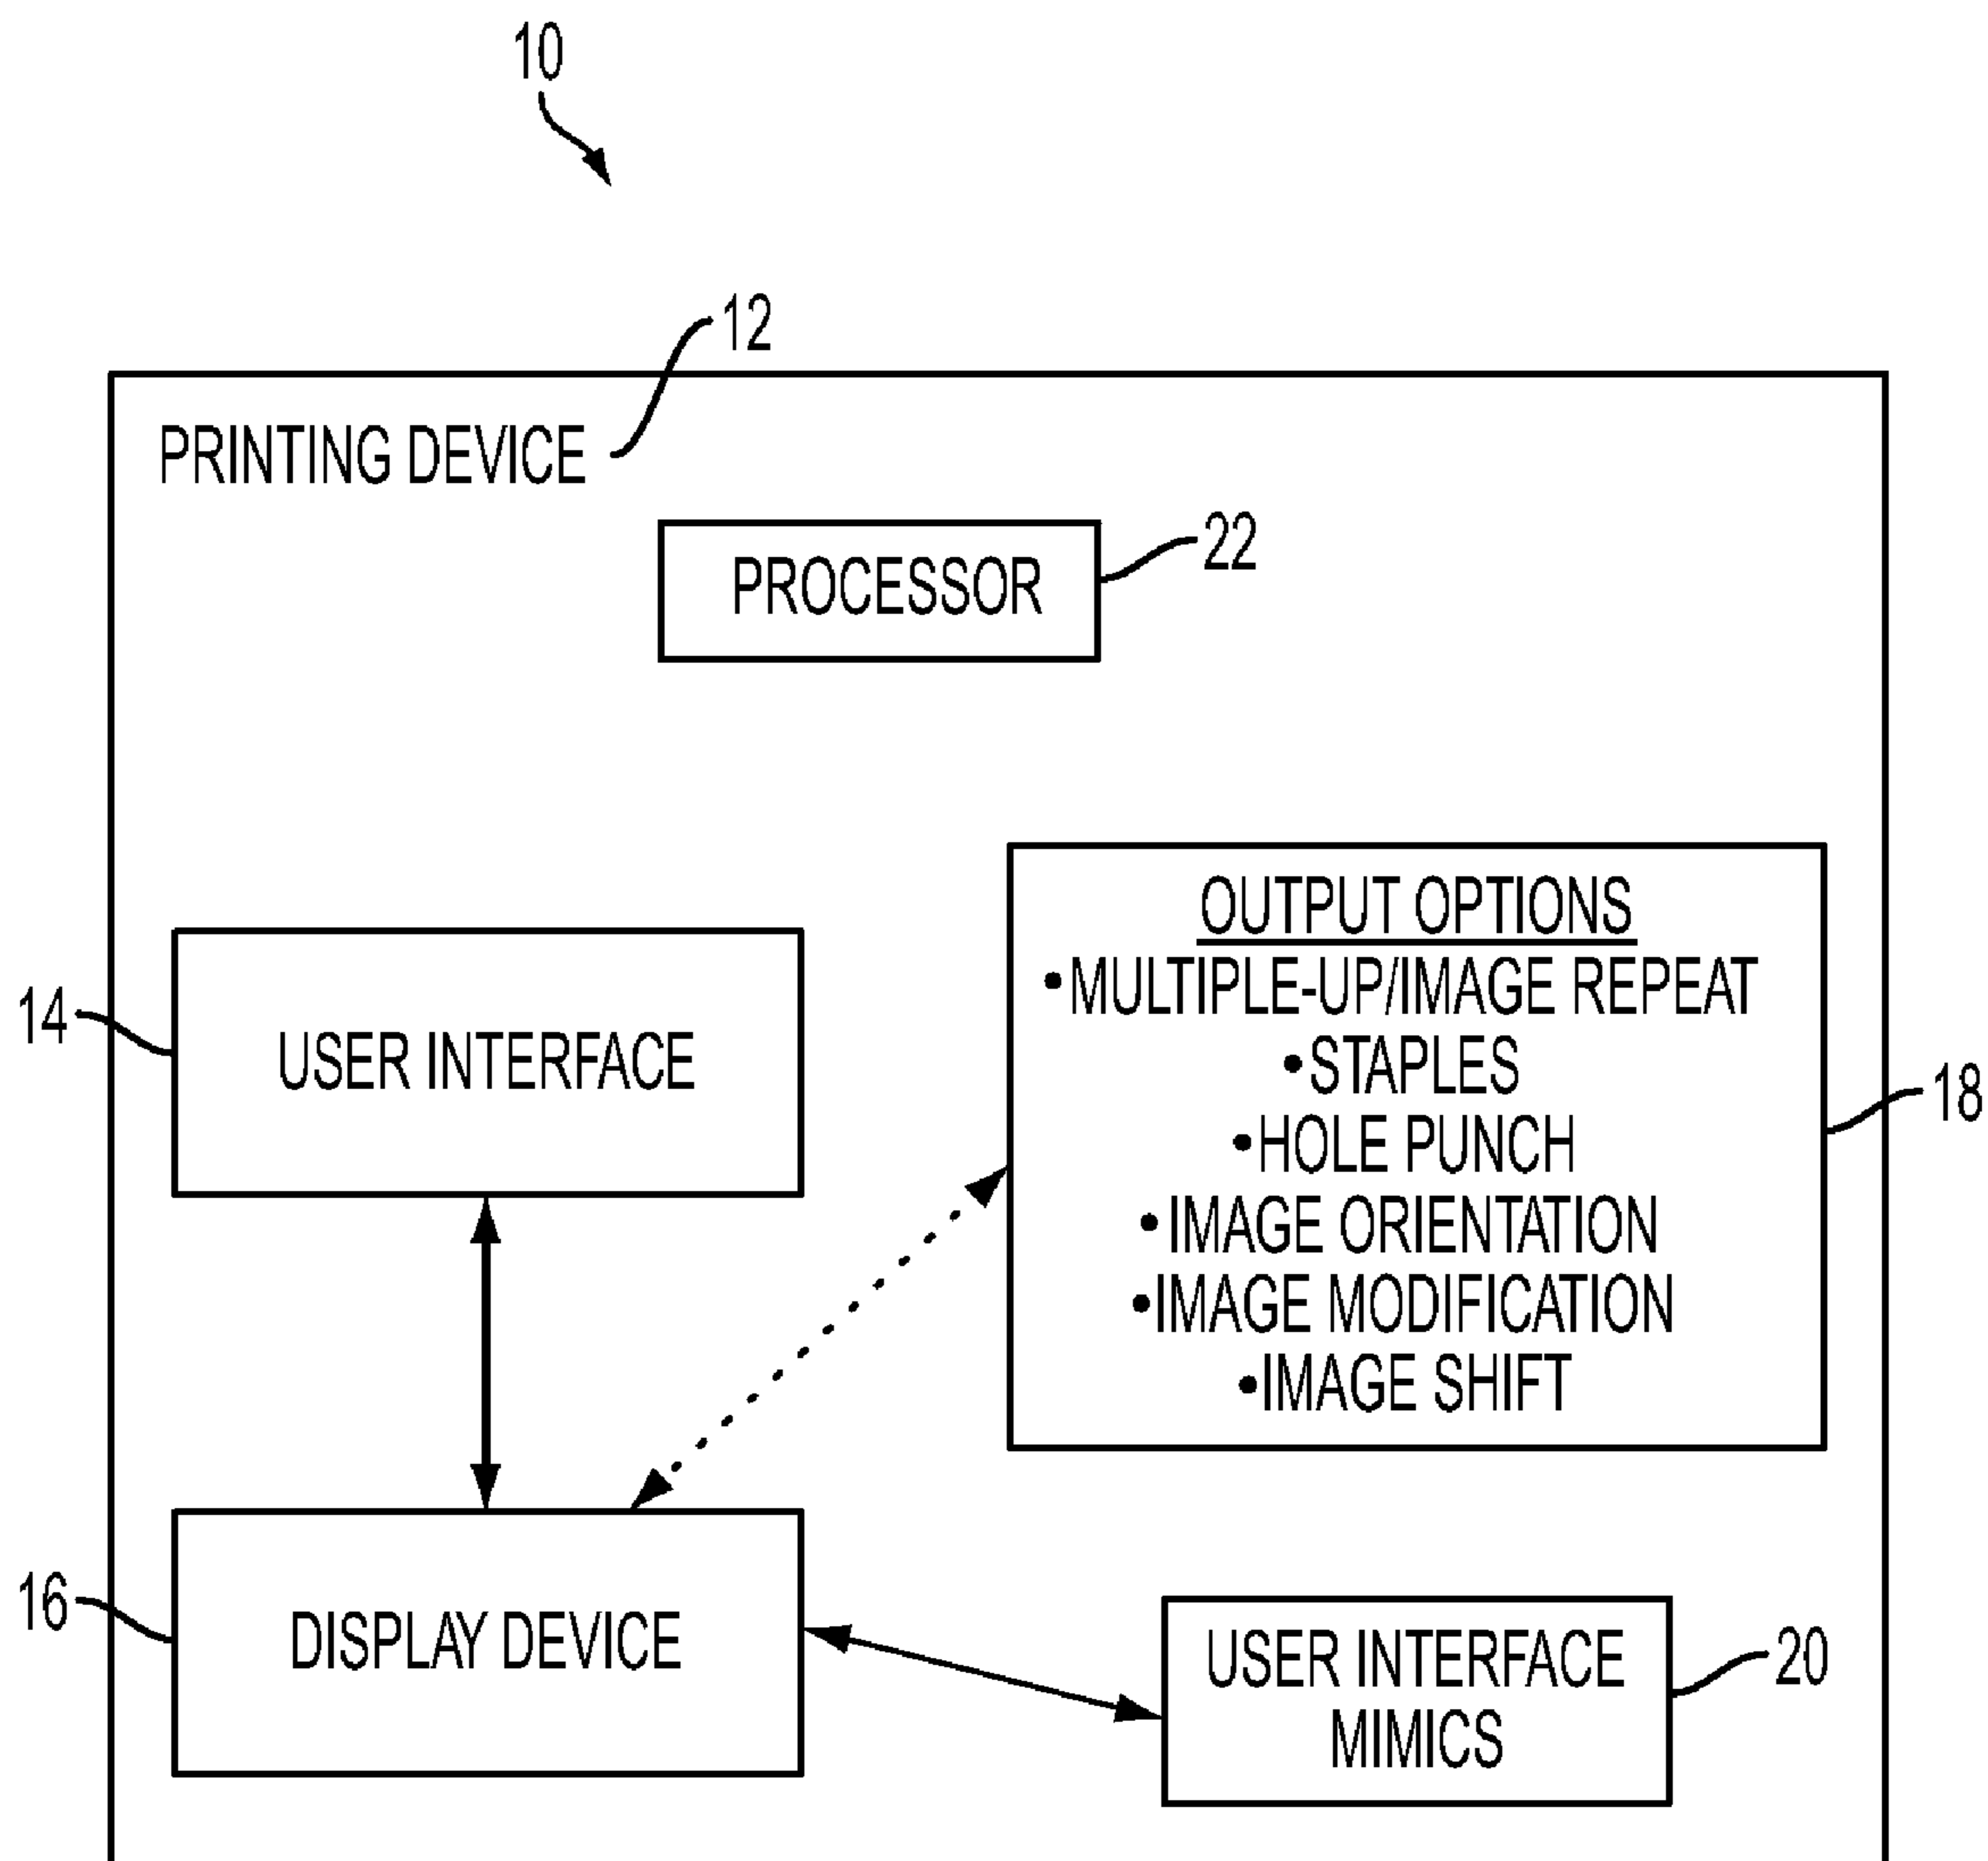 10
12
PRINTING DEVICE
22
PROCESSOR
OUTPUT OPTIONS
•MULTIPLE-UP/IMAGE REPEAT
•STAPLES
•HOLE PUNCH
•IMAGE ORIENTATION
•IMAGE MODIFICATION
•IMAGE SHIFT
18
14
USER INTERFACE
16
DISPLAY DEVICE
USER INTERFACE
MIMICS
20